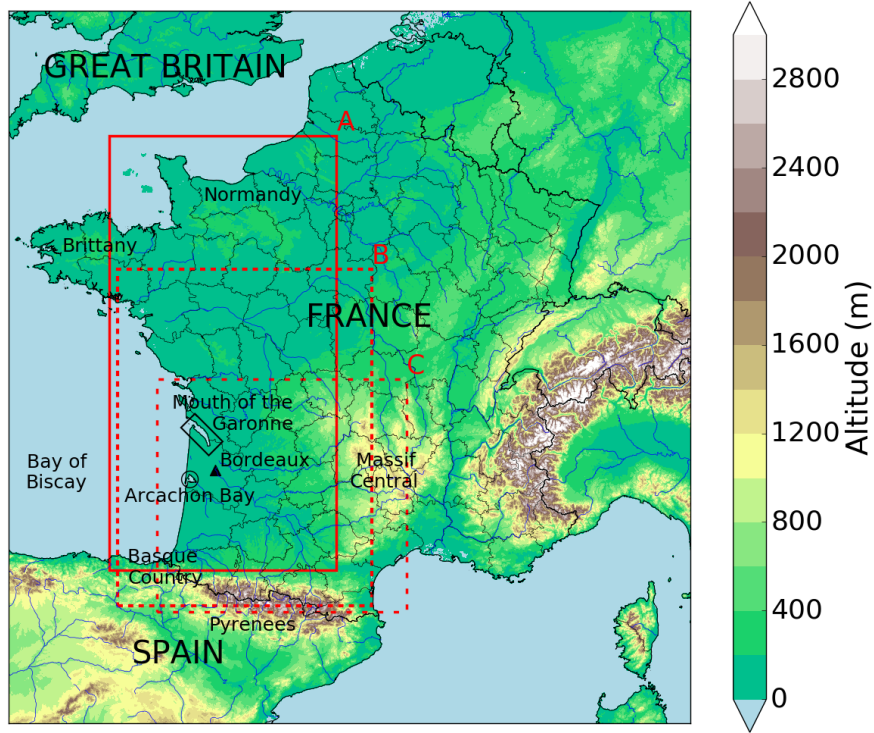 GREAT BRITAIN
A
Normandy
Brittany
B
FRANCE
C
Mouth of the
Garonne
Bay of
Biscay
Bordeaux
Massif
Central
Arcachon Bay
Basque
Country
Pyrenees
SPAIN
2800
2400
2000
1600
1200
800
400
0
Altitude (m)